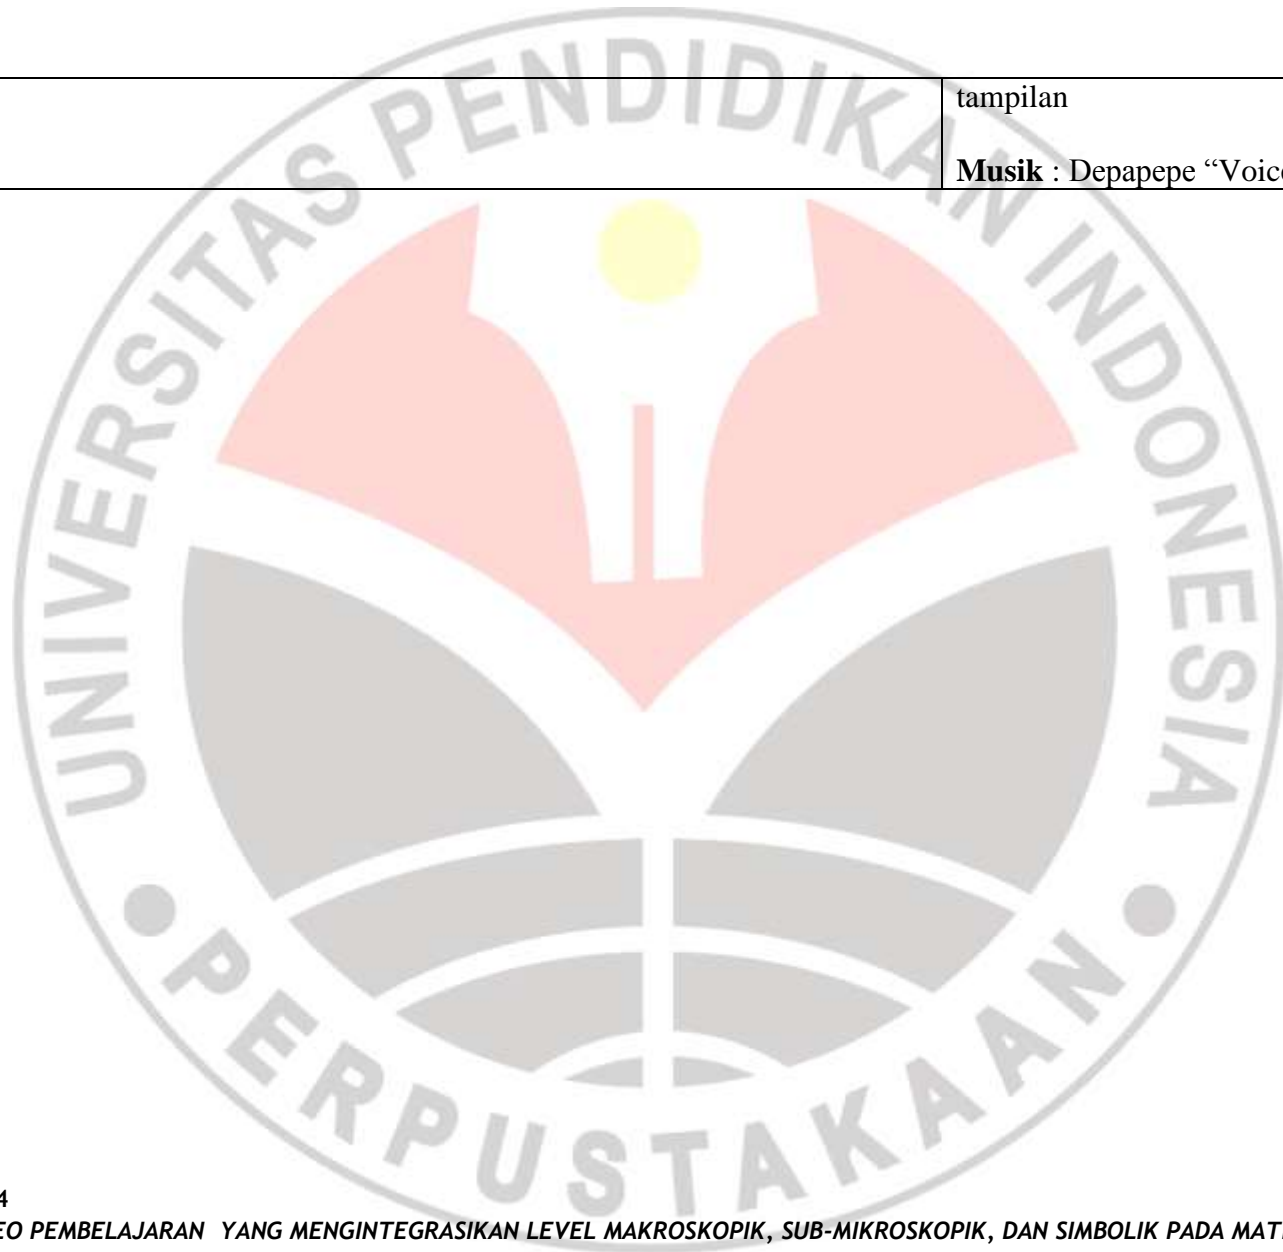 tampilan
Musik : Depapepe “Voice
UNIVERSITAS PENDIDIKAN INDONESIA
PERPUSTAKAAN
4
EO PEMBELAJARAN YANG MENGINTEGRASIKAN LEVEL MAKROSKOPIK, SUB-MIKROSKOPIK, DAN SIMBOLIK PADA MAT